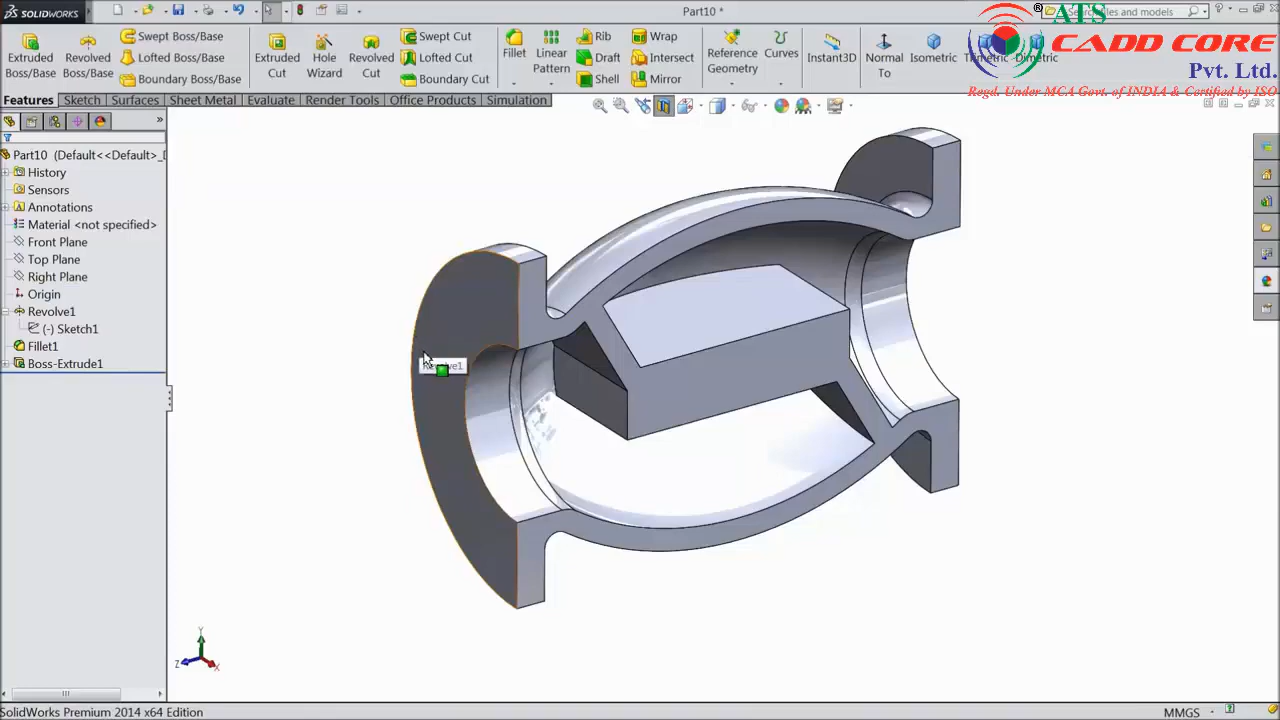 SOLIDWORKS
Part10 *
files and models
®
ATS
CADD CORE
Pvt. Ltd.
Regd. Under MCA Govt. of INDIA & Certified by ISO
Extruded Boss/Base
Revolved Boss/Base
Swept Boss/Base
Lofted Boss/Base
Boundary Boss/Base
Extruded Cut
Hole Wizard
Revolved Cut
Swept Cut
Lofted Cut
Boundary Cut
Fillet
Linear Pattern
Rib
Draft
Shell
Wrap
Intersect
Mirror
Reference Geometry
Curves
Instant3D
Normal To
Isometric
Dimetric
Features
Sketch
Surfaces
Sheet Metal
Evaluate
Render Tools
Office Products
Simulation
Part10 (Default<<Default>_D
History
Sensors
Annotations
Material <not specified>
Front Plane
Top Plane
Right Plane
Origin
Revolve1
(-) Sketch1
Fillet1
Boss-Extrude1
Revolve1
Y
Z
X
SolidWorks Premium 2014 x64 Edition
MMGS